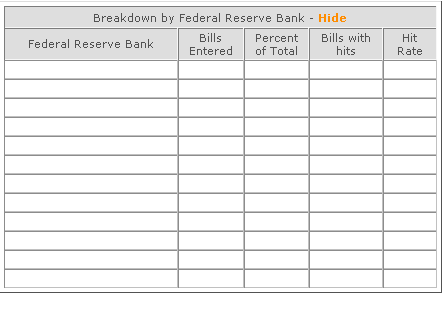 Breakdown by Federal Reserve Bank - Hide
Federal Reserve Bank
Bills
Entered
Percent
of Total
Bills with
hits
Hit
Rate